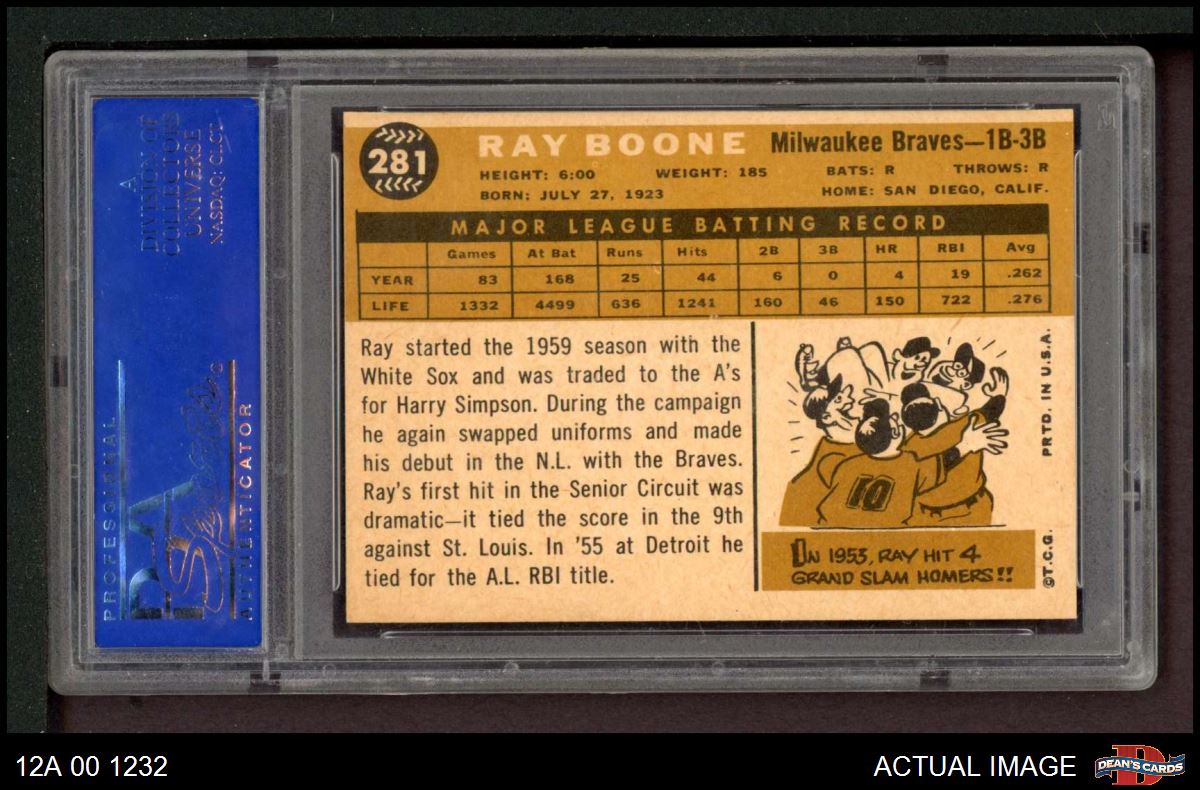 A
DIVISION OF
COLLECTORS
UNIVERSE
NASDAQ: CLCT
PROFESSIONAL
PSA
AUTHENTICATOR
281
RAY BOONE Milwaukee Braves—1B-3B
HEIGHT: 6:00 WEIGHT: 185 BATS: R THROWS: R
BORN: JULY 27, 1923 HOME: SAN DIEGO, CALIF.
MAJOR LEAGUE BATTING RECORD
Games At Bat Runs Hits 2B 3B HR RBI Avg
YEAR 83 168 25 44 6 0 4 19 .262
LIFE 1332 4499 636 1241 160 46 150 722 .276
Ray started the 1959 season with the
White Sox and was traded to the A's
for Harry Simpson. During the campaign
he again swapped uniforms and made
his debut in the N.L. with the Braves.
Ray's first hit in the Senior Circuit was
dramatic—it tied the score in the 9th
against St. Louis. In '55 at Detroit he
tied for the A.L. RBI title.
10
IN 1953, RAY HIT 4
GRAND SLAM HOMERS!!
PRTD. IN U.S.A.
©T.C.G.
12A 00 1232
ACTUAL IMAGE
DEAN'S CARDS